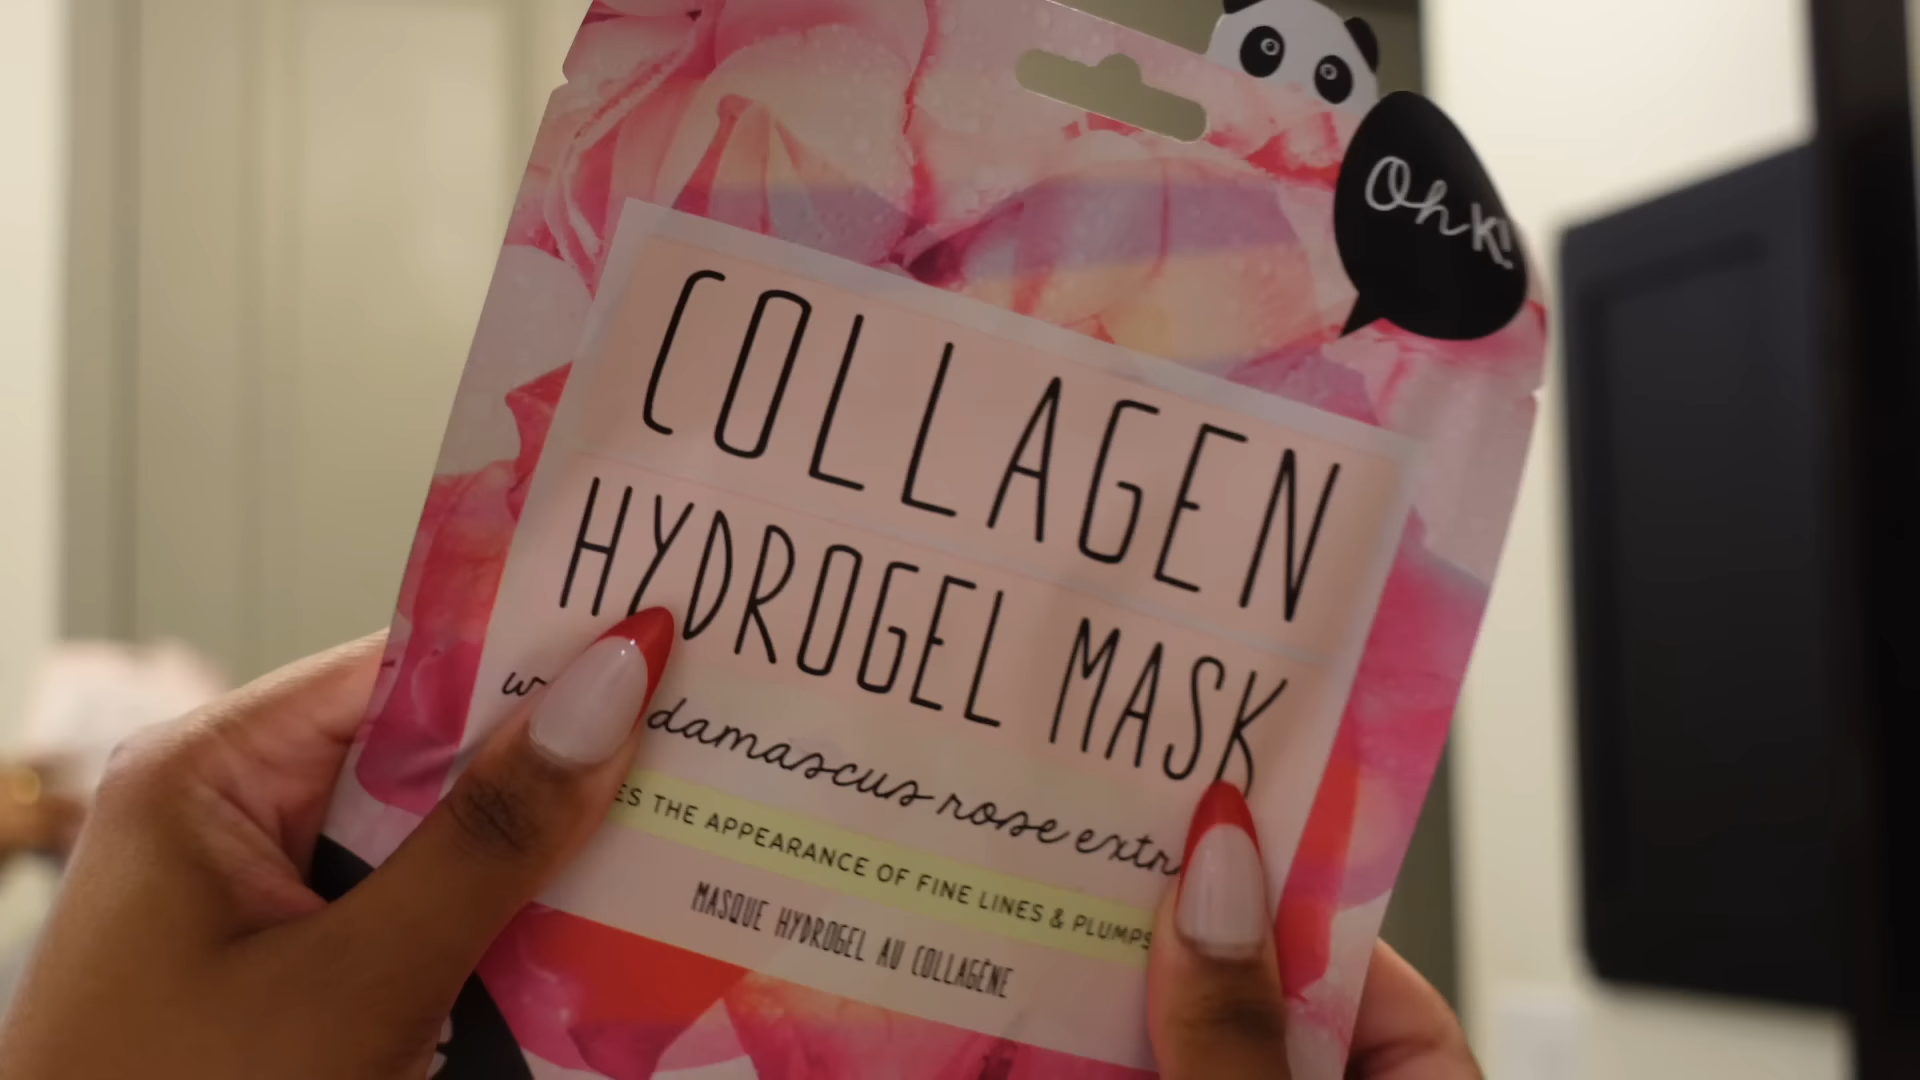 Oh K!
COLLAGEN
HYDROGEL MASK
damascus rose
THE APPEARANCE OF FINE LINES & PLUMPS
MASQUE HYDROGEL AU COLLAGÈNE